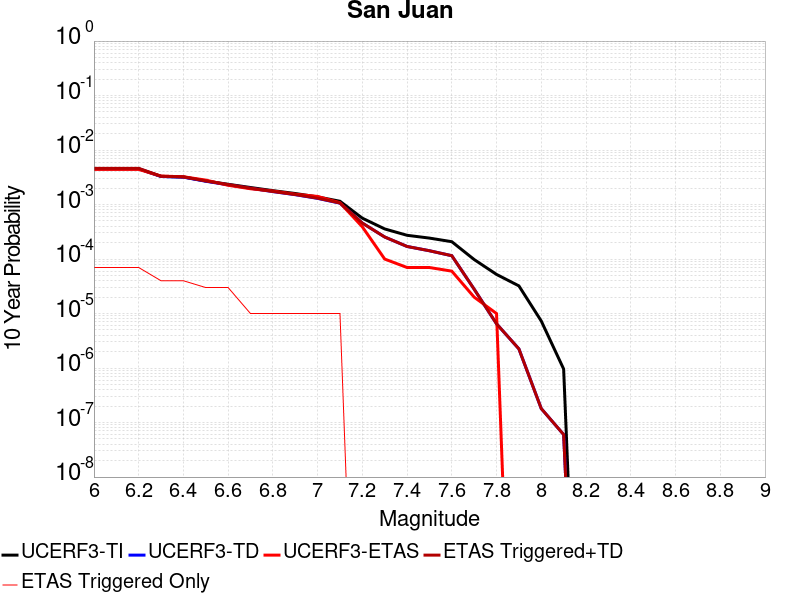 San Juan
10 Year Probability
10^0
10^-1
10^-2
10^-3
10^-4
10^-5
10^-6
10^-7
10^-8
6 6.2 6.4 6.6 6.8 7 7.2 7.4 7.6 7.8 8 8.2 8.4 8.6 8.8 9
Magnitude
UCERF3-TI UCERF3-TD UCERF3-ETAS ETAS Triggered+TD
ETAS Triggered Only